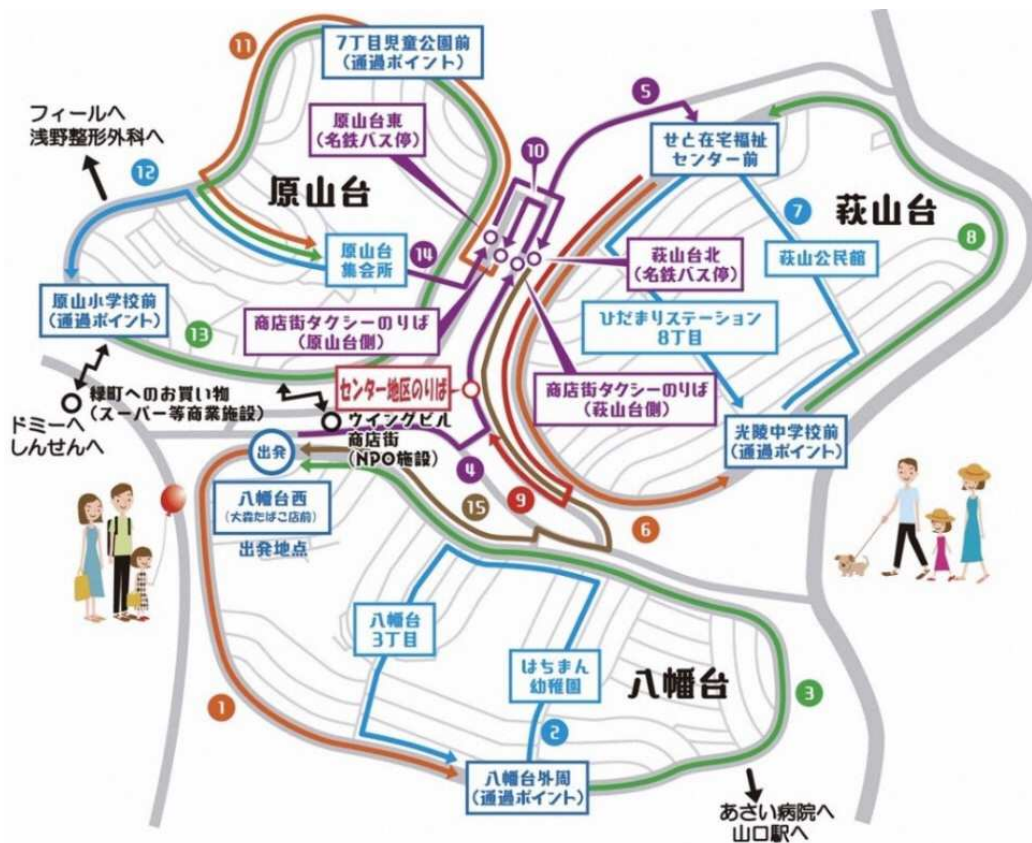 11
7丁目児童公園前
(通過ポイント)
フィールへ
浅野整形外科へ
原山台東
(名鉄バス停)
5
せと在宅福祉
センター前
12
10
原山台
萩山台
7
8
原山台
集会所
14
萩山台北
(名鉄バス停)
萩山公民館
原山小学校前
(通過ポイント)
商店街タクシーのりば
(原山台側)
ひだまりステーション
8丁目
13
センター地区のりば
商店街タクシーのりば
(萩山台側)
緑町へのお買い物
(スーパー等商業施設)
ドミーへ
しんせんへ
ウイングビル
商店街
(NPO施設)
光陵中学校前
(通過ポイント)
出発
4
15
9
6
八幡台西
(大森たばこ店前)
出発地点
八幡台
3丁目
はちまん
幼稚園
八幡台
3
1
2
八幡台外周
(通過ポイント)
あさい病院へ
山口駅へ